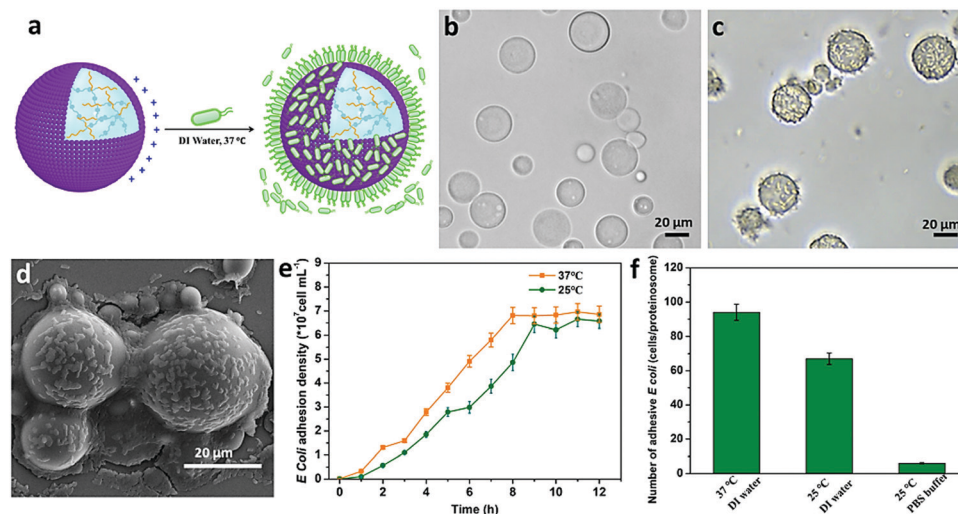 a
DI Water, 37 ℃
b
20 µm
c
20 µm
d
20 µm
e
E Coli adhesion density (*10⁷ cell mL⁻¹)
9
8
7
6
5
4
3
2
1
0
37℃
25℃
0 2 4 6 8 10 12
Time (h)
f
Number of adhesive E coli (cells/proteinosome)
120
100
80
60
40
20
0
37 ℃
DI water
25 ℃
DI water
25 ℃
PBS buffer